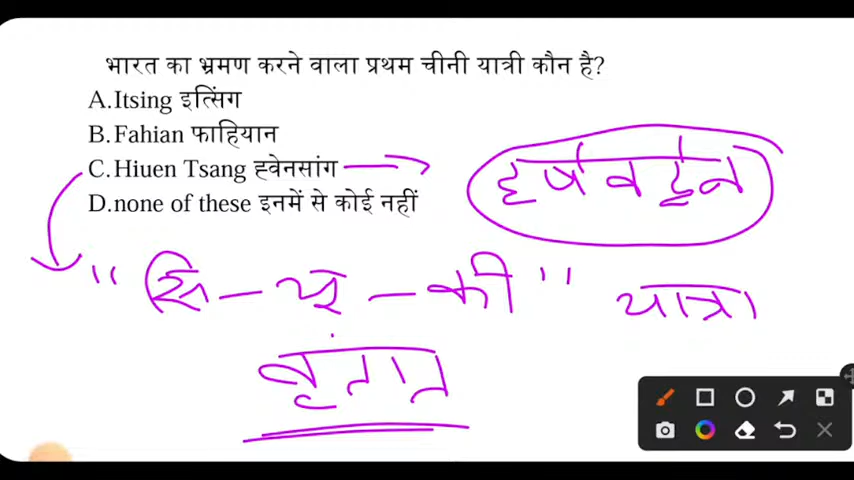 भारत का भ्रमण करने वाला प्रथम चीनी यात्री कौन है?
A.Itsing इत्सिंग
B.Fahian फाहियान
C.Hiuen Tsang ह्वेनसांग
हर्षवर्द्धन
D.none of these इनमें से कोई नहीं
"सि-यू-की" यात्रा
वृतांत